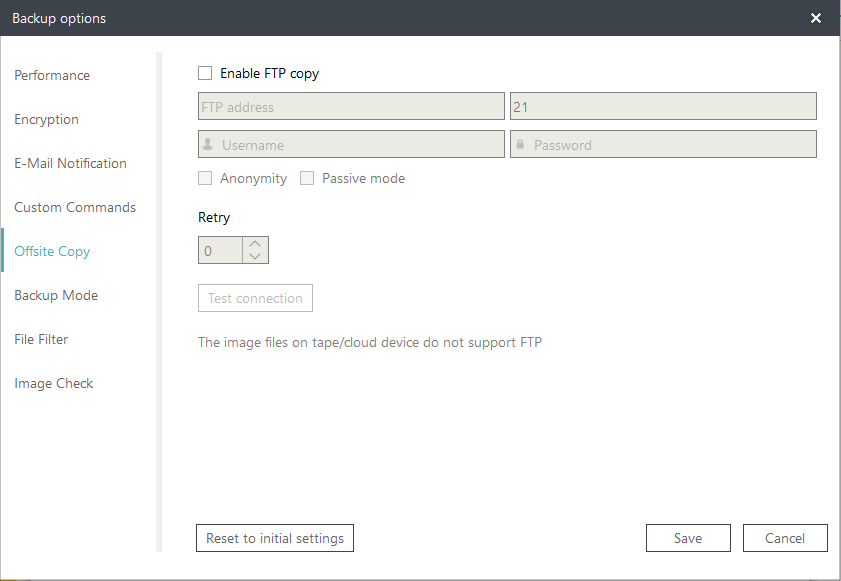 Backup options
Performance
Encryption
E-Mail Notification
Custom Commands
Offsite Copy
Backup Mode
File Filter
Image Check
Enable FTP copy
FTP address 21
Username Password
Anonymity Passive mode
Retry
0
Test connection
The image files on tape/cloud device do not support FTP
Reset to initial settings Save Cancel